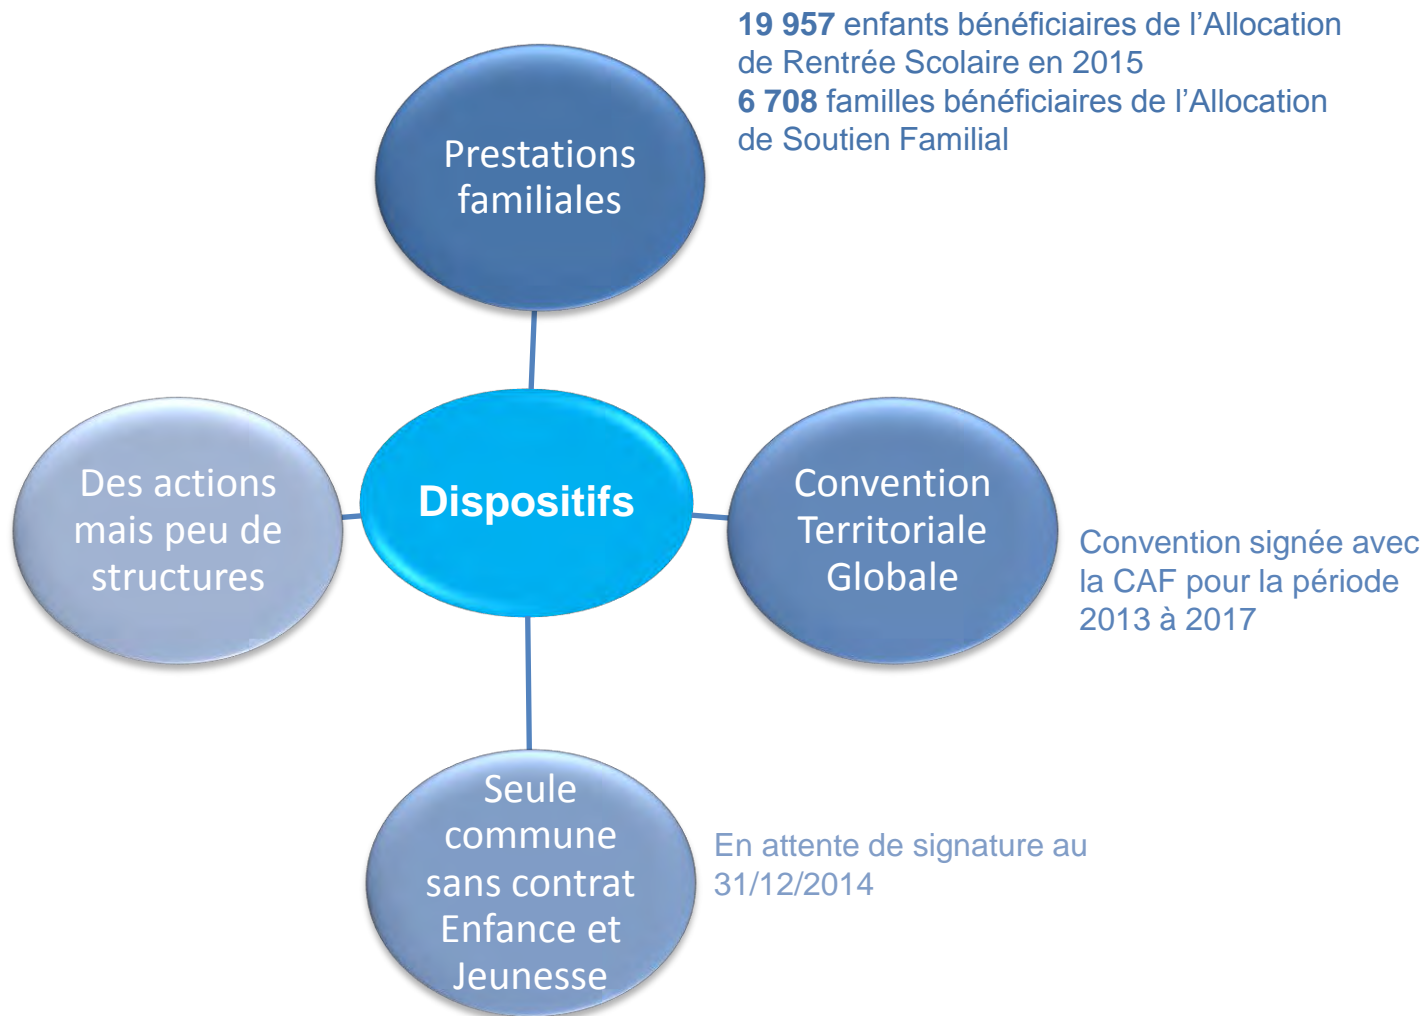 19 957 enfants bénéficiaires de l’Allocation
de Rentrée Scolaire en 2015
6 708 familles bénéficiaires de l’Allocation
de Soutien Familial
Prestations
familiales
Des actions
mais peu de
structures
Dispositifs
Convention
Territoriale
Globale
Convention signée avec
la CAF pour la période
2013 à 2017
Seule
commune
sans contrat
Enfance et
Jeunesse
En attente de signature au
31/12/2014